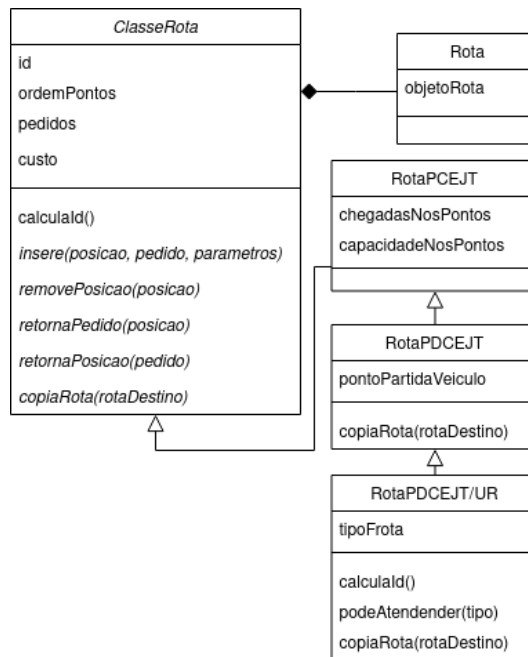 ClasseRota
id
ordemPontos
pedidos
custo
calculaId()
insere(posicao, pedido, parametros)
removePosicao(posicao)
retornaPedido(posicao)
retornaPosicao(pedido)
copiaRota(rotaDestino)
Rota
objetoRota
RotaPCEJT
chegadasNosPontos
capacidadeNosPontos
RotaPDCEJT
pontoPartidaVeiculo
copiaRota(rotaDestino)
RotaPDCEJT/UR
tipoFrota
calculaId()
podeAtendender(tipo)
copiaRota(rotaDestino)